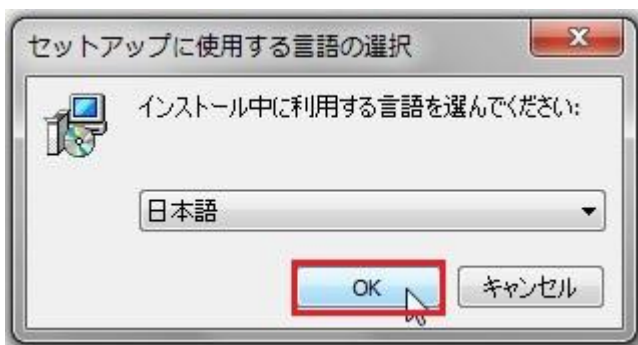 セットアップに使用する言語の選択
インストール中に利用する言語を選んでください:
日本語
OK
キャンセル